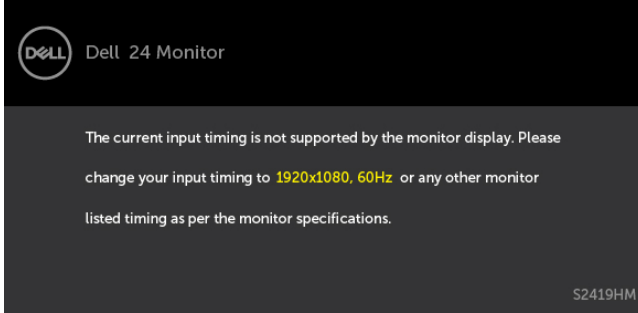 DELL
Dell 24 Monitor
The current input timing is not supported by the monitor display. Please
change your input timing to 1920x1080, 60Hz or any other monitor
listed timing as per the monitor specifications.
S2419HM